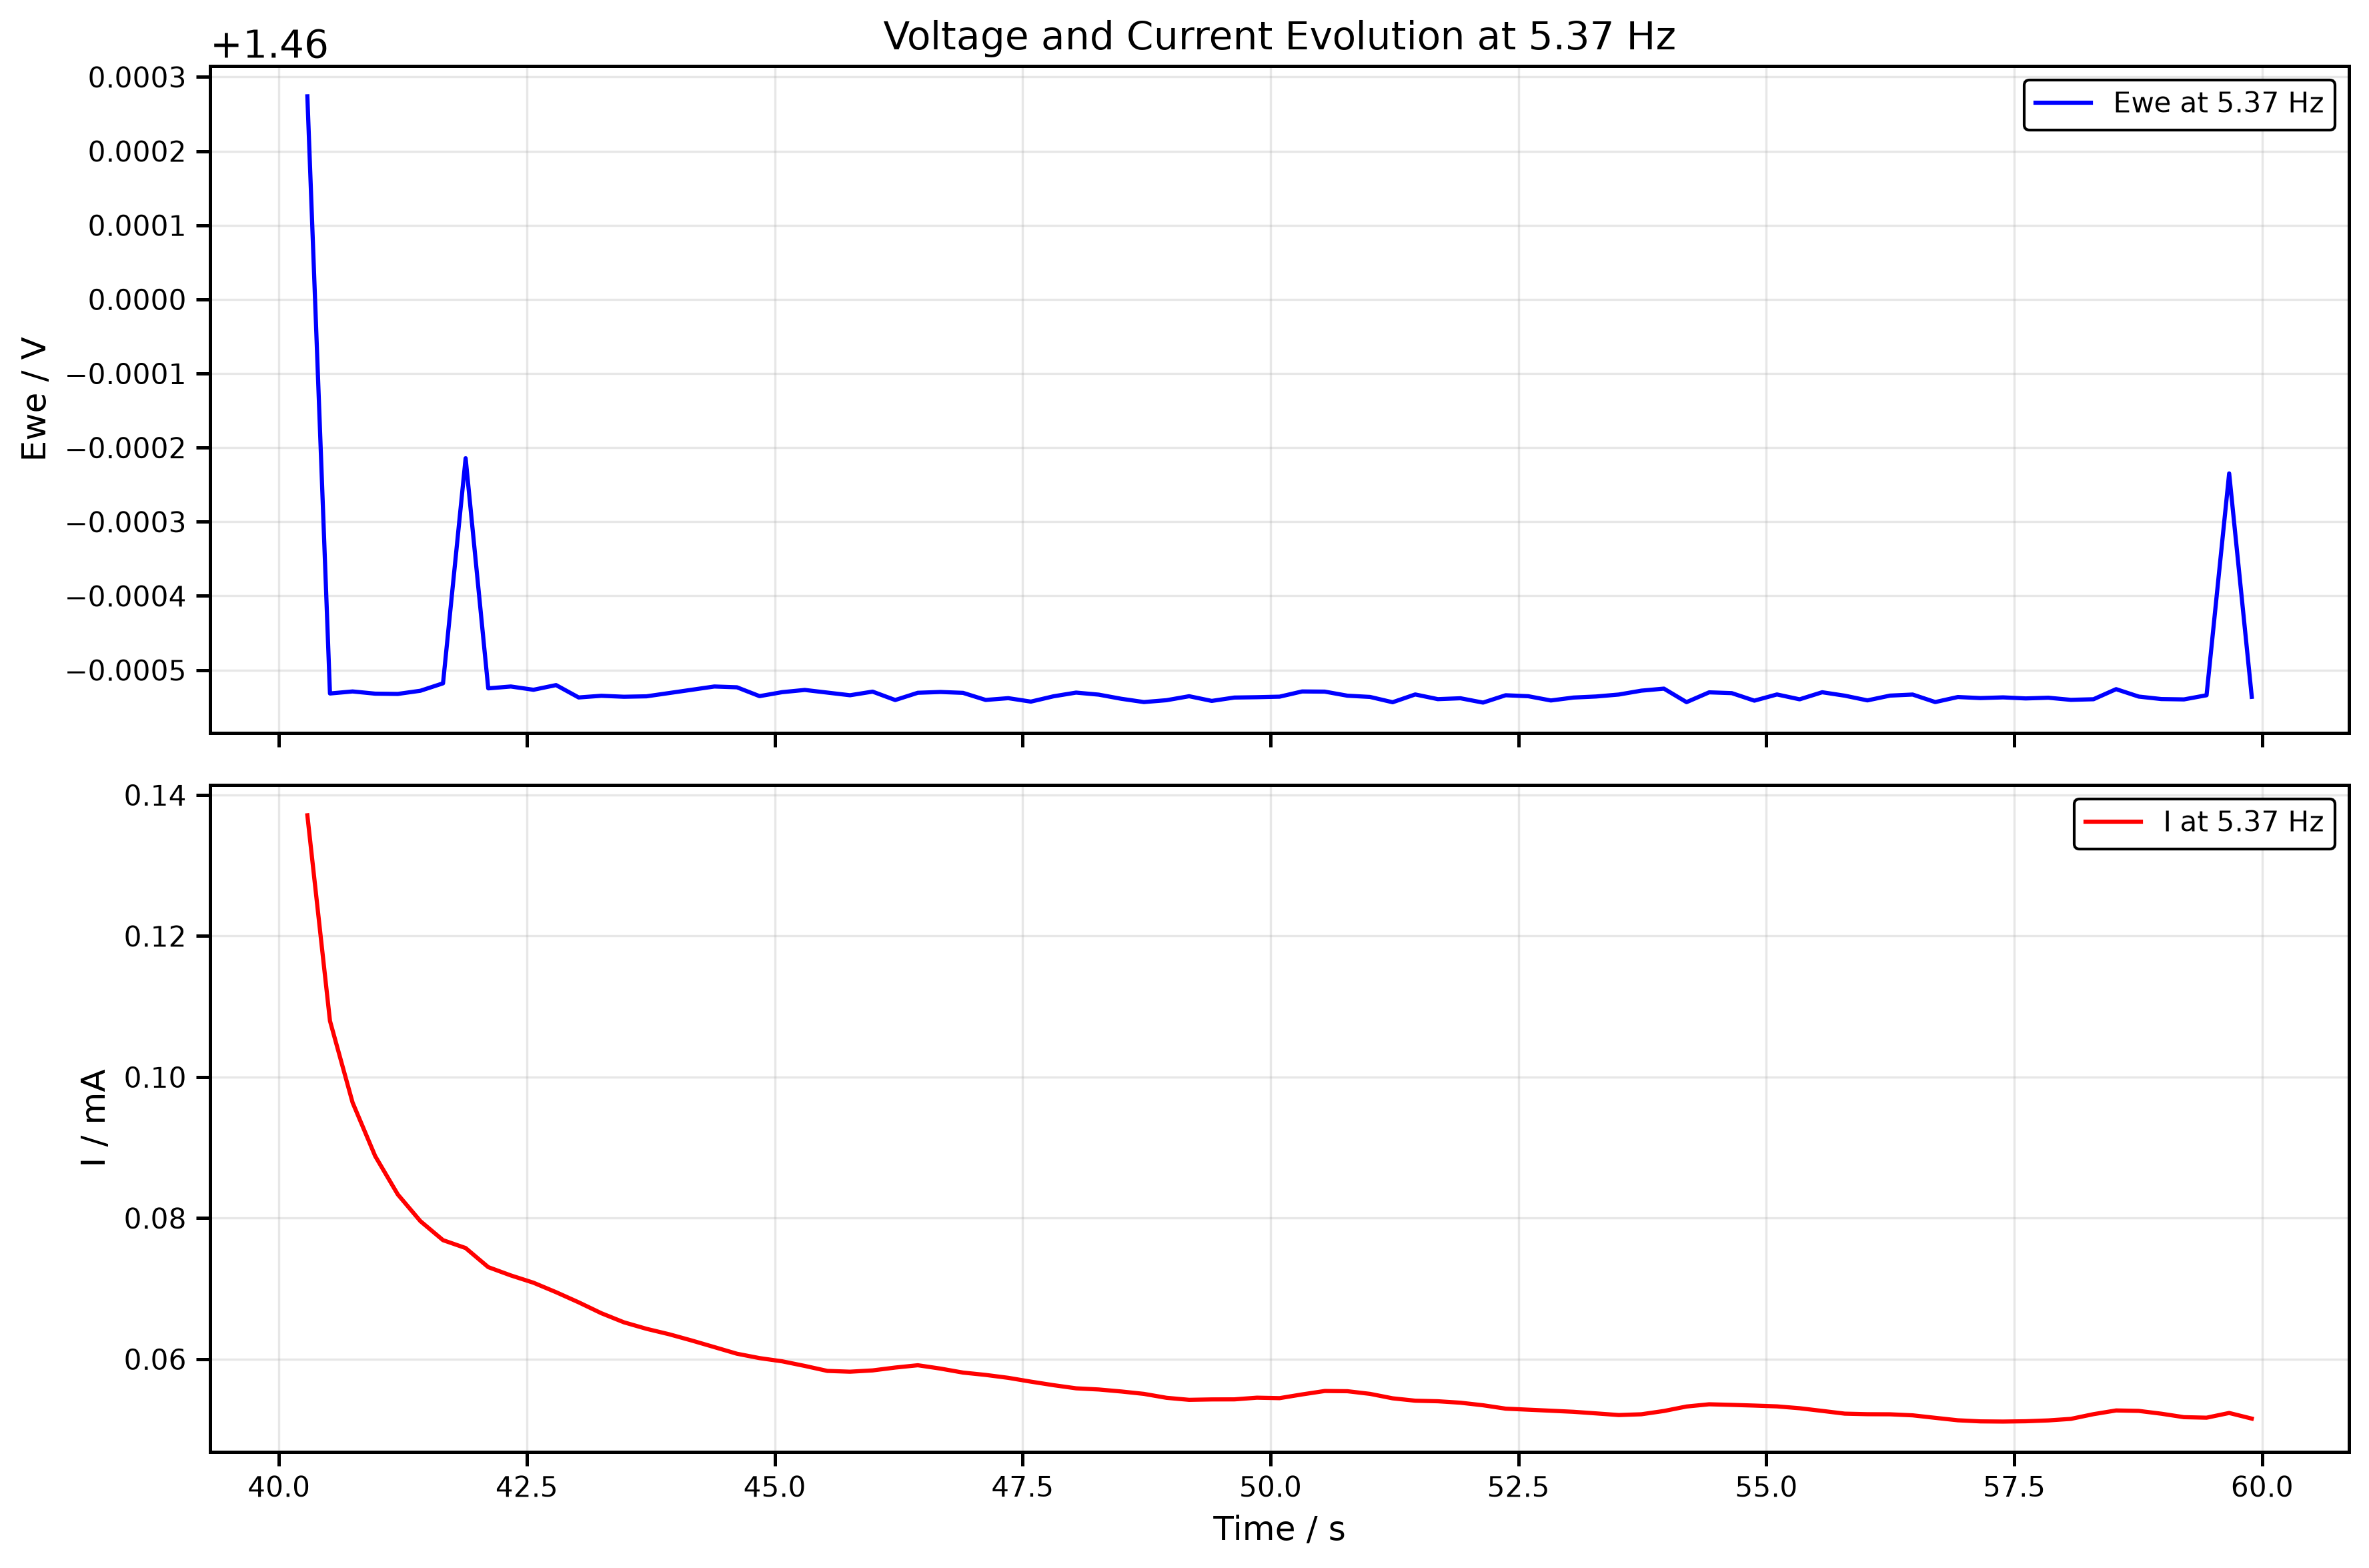 Voltage and Current Evolution at 5.37 Hz
+1.46
0.0003
0.0002
0.0001
0.0000
−0.0001
−0.0002
−0.0003
−0.0004
−0.0005
Ewe / V
Ewe at 5.37 Hz
0.14
0.12
0.10
0.08
0.06
I / mA
I at 5.37 Hz
40.0 42.5 45.0 47.5 50.0 52.5 55.0 57.5 60.0
Time / s